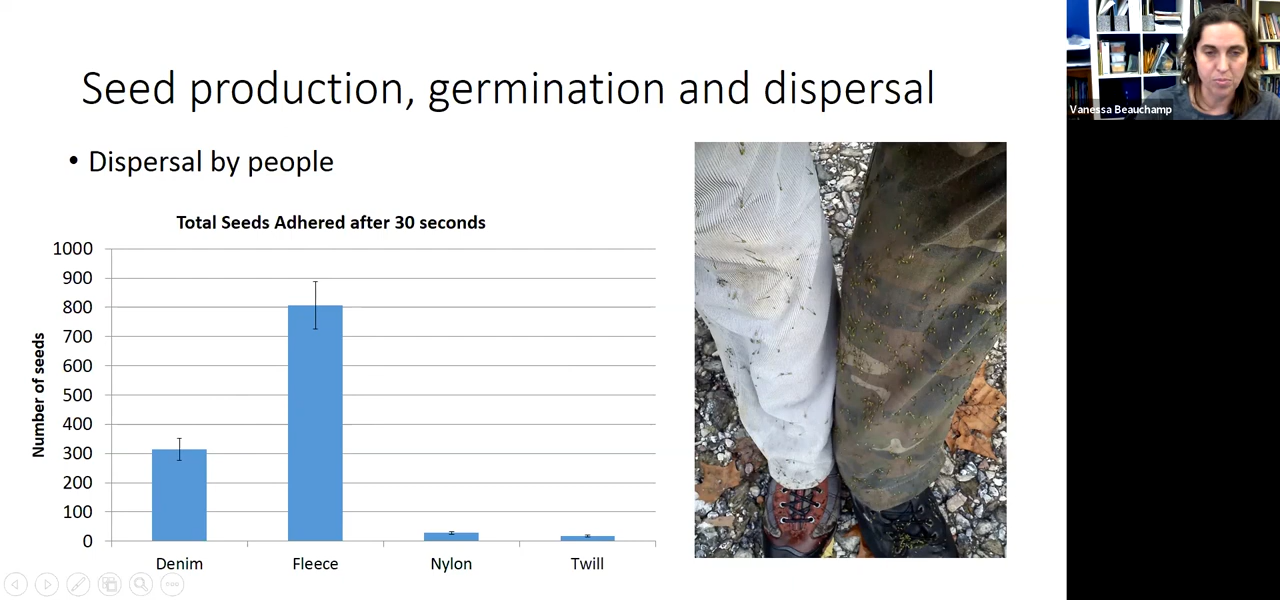 Seed production, germination and dispersal
• Dispersal by people
Total Seeds Adhered after 30 seconds
Number of seeds
1000
900
800
700
600
500
400
300
200
100
0
Denim Fleece Nylon Twill
Vanessa Beauchamp